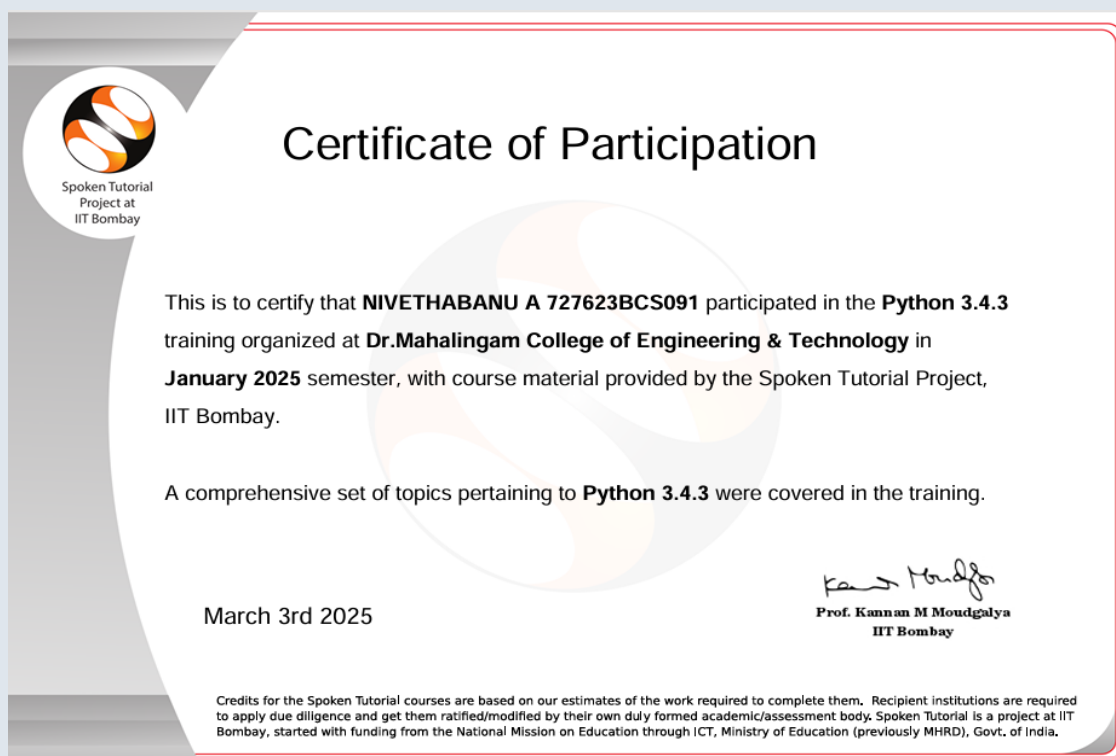 Spoken Tutorial
Project at
IIT Bombay
Certificate of Participation
This is to certify that NIVETHABANU A 727623BCS091 participated in the Python 3.4.3
training organized at Dr.Mahalingam College of Engineering & Technology in
January 2025 semester, with course material provided by the Spoken Tutorial Project,
IIT Bombay.
A comprehensive set of topics pertaining to Python 3.4.3 were covered in the training.
March 3rd 2025
Prof. Kannan M Moudgalya
IIT Bombay
Credits for the Spoken Tutorial courses are based on our estimates of the work required to complete them. Recipient institutions are required
to apply due diligence and get them ratified/modified by their own duly formed academic/assessment body. Spoken Tutorial is a project at IIT
Bombay, started with funding from the National Mission on Education through ICT, Ministry of Education (previously MHRD), Govt. of India.